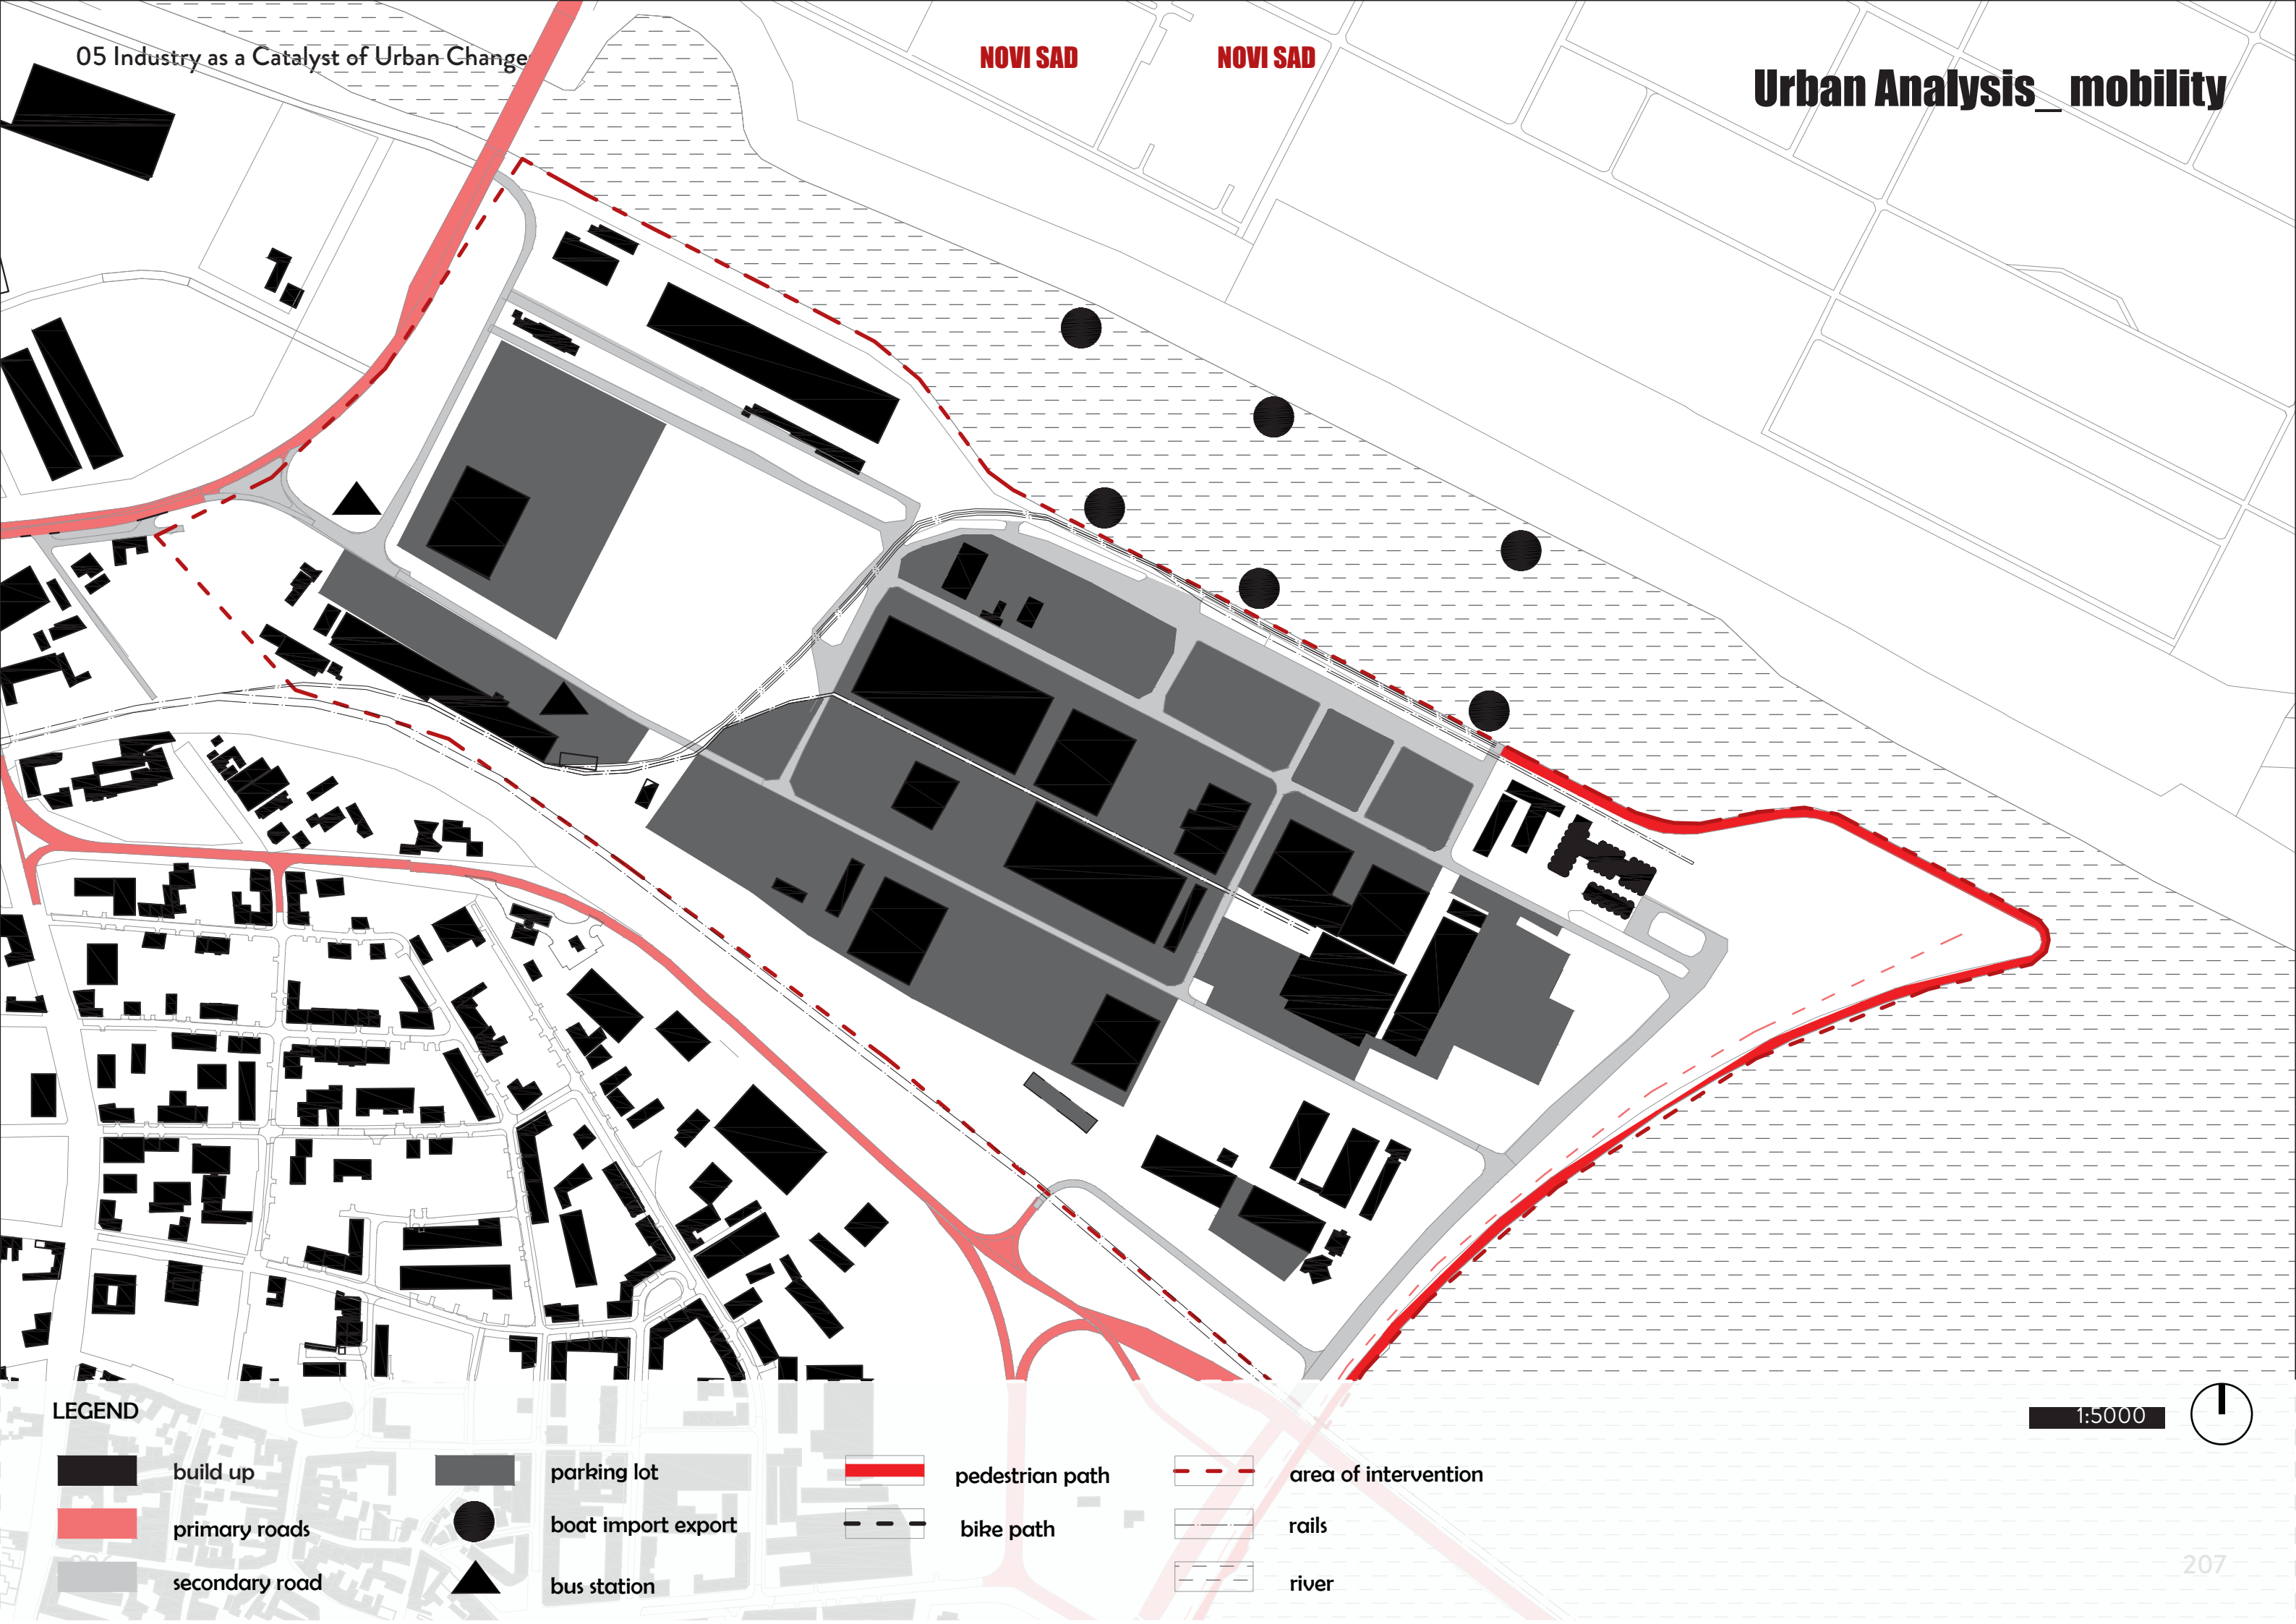 05 Industry as a Catalyst of Urban Change
NOVI SAD
NOVI SAD
Urban Analysis_ mobility
LEGEND
build up
primary roads
secondary road
parking lot
boat import export
bus station
pedestrian path
bike path
area of intervention
rails
river
1:5000
207